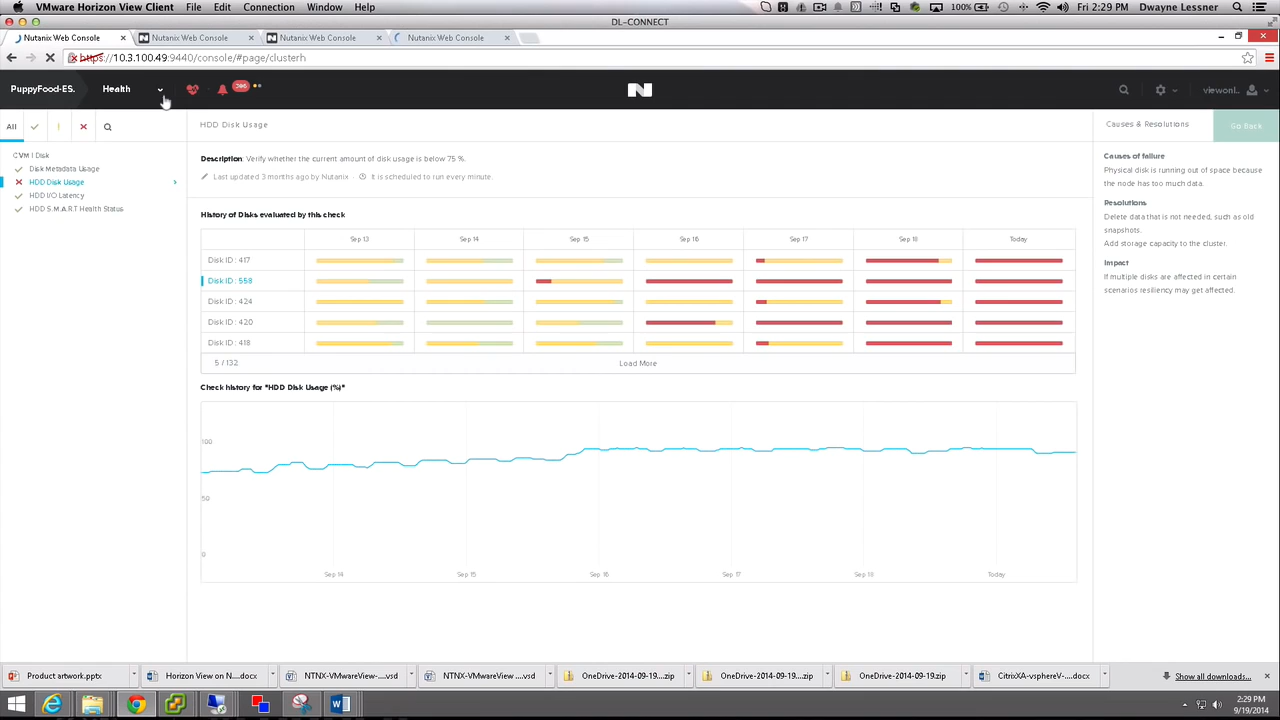 VMware Horizon View Client File Edit Connection Window Help 100% Fri 2:29 PM Dwayne Lessner
DL-CONNECT
Nutanix Web Console Nutanix Web Console Nutanix Web Console Nutanix Web Console
https://10.3.100.49:9440/console/#page/clusterh
PuppyFood-ES. Health 306 viewonl..
All HDD Disk Usage Causes & Resolutions Go Back
CVM | Disk
Disk Metadata Usage
HDD Disk Usage
HDD I/O Latency
HDD S.M.A.R.T Health Status
Description Verify whether the current amount of disk usage is below 75 %.
Last updated 3 months ago by Nutanix It is scheduled to run every minute.
History of Disks evaluated by this check
Sep 13 Sep 14 Sep 15 Sep 16 Sep 17 Sep 18 Today
Disk ID : 417
Disk ID : 558
Disk ID : 424
Disk ID : 420
Disk ID : 418
5 / 132 Load More
Check history for "HDD Disk Usage (%)"
100
50
0
Sep 14 Sep 15 Sep 16 Sep 17 Sep 18 Today
Causes of failure
Physical disk is running out of space because
the node has too much data.
Resolutions
Delete data that is not needed, such as old
snapshots.
Add storage capacity to the cluster.
Impact
If multiple disks are affected in certain
scenarios resiliency may get affected.
Product artwork.pptx Horizon View on N....docx NTNX-VMwareView-....vsd NTNX-VMwareView ....vsd OneDrive-2014-09-19....zip OneDrive-2014-09-19....zip OneDrive-2014-09-19....zip CitrixXA-vsphereV-....docx Show all downloads...
2:29 PM
9/19/2014